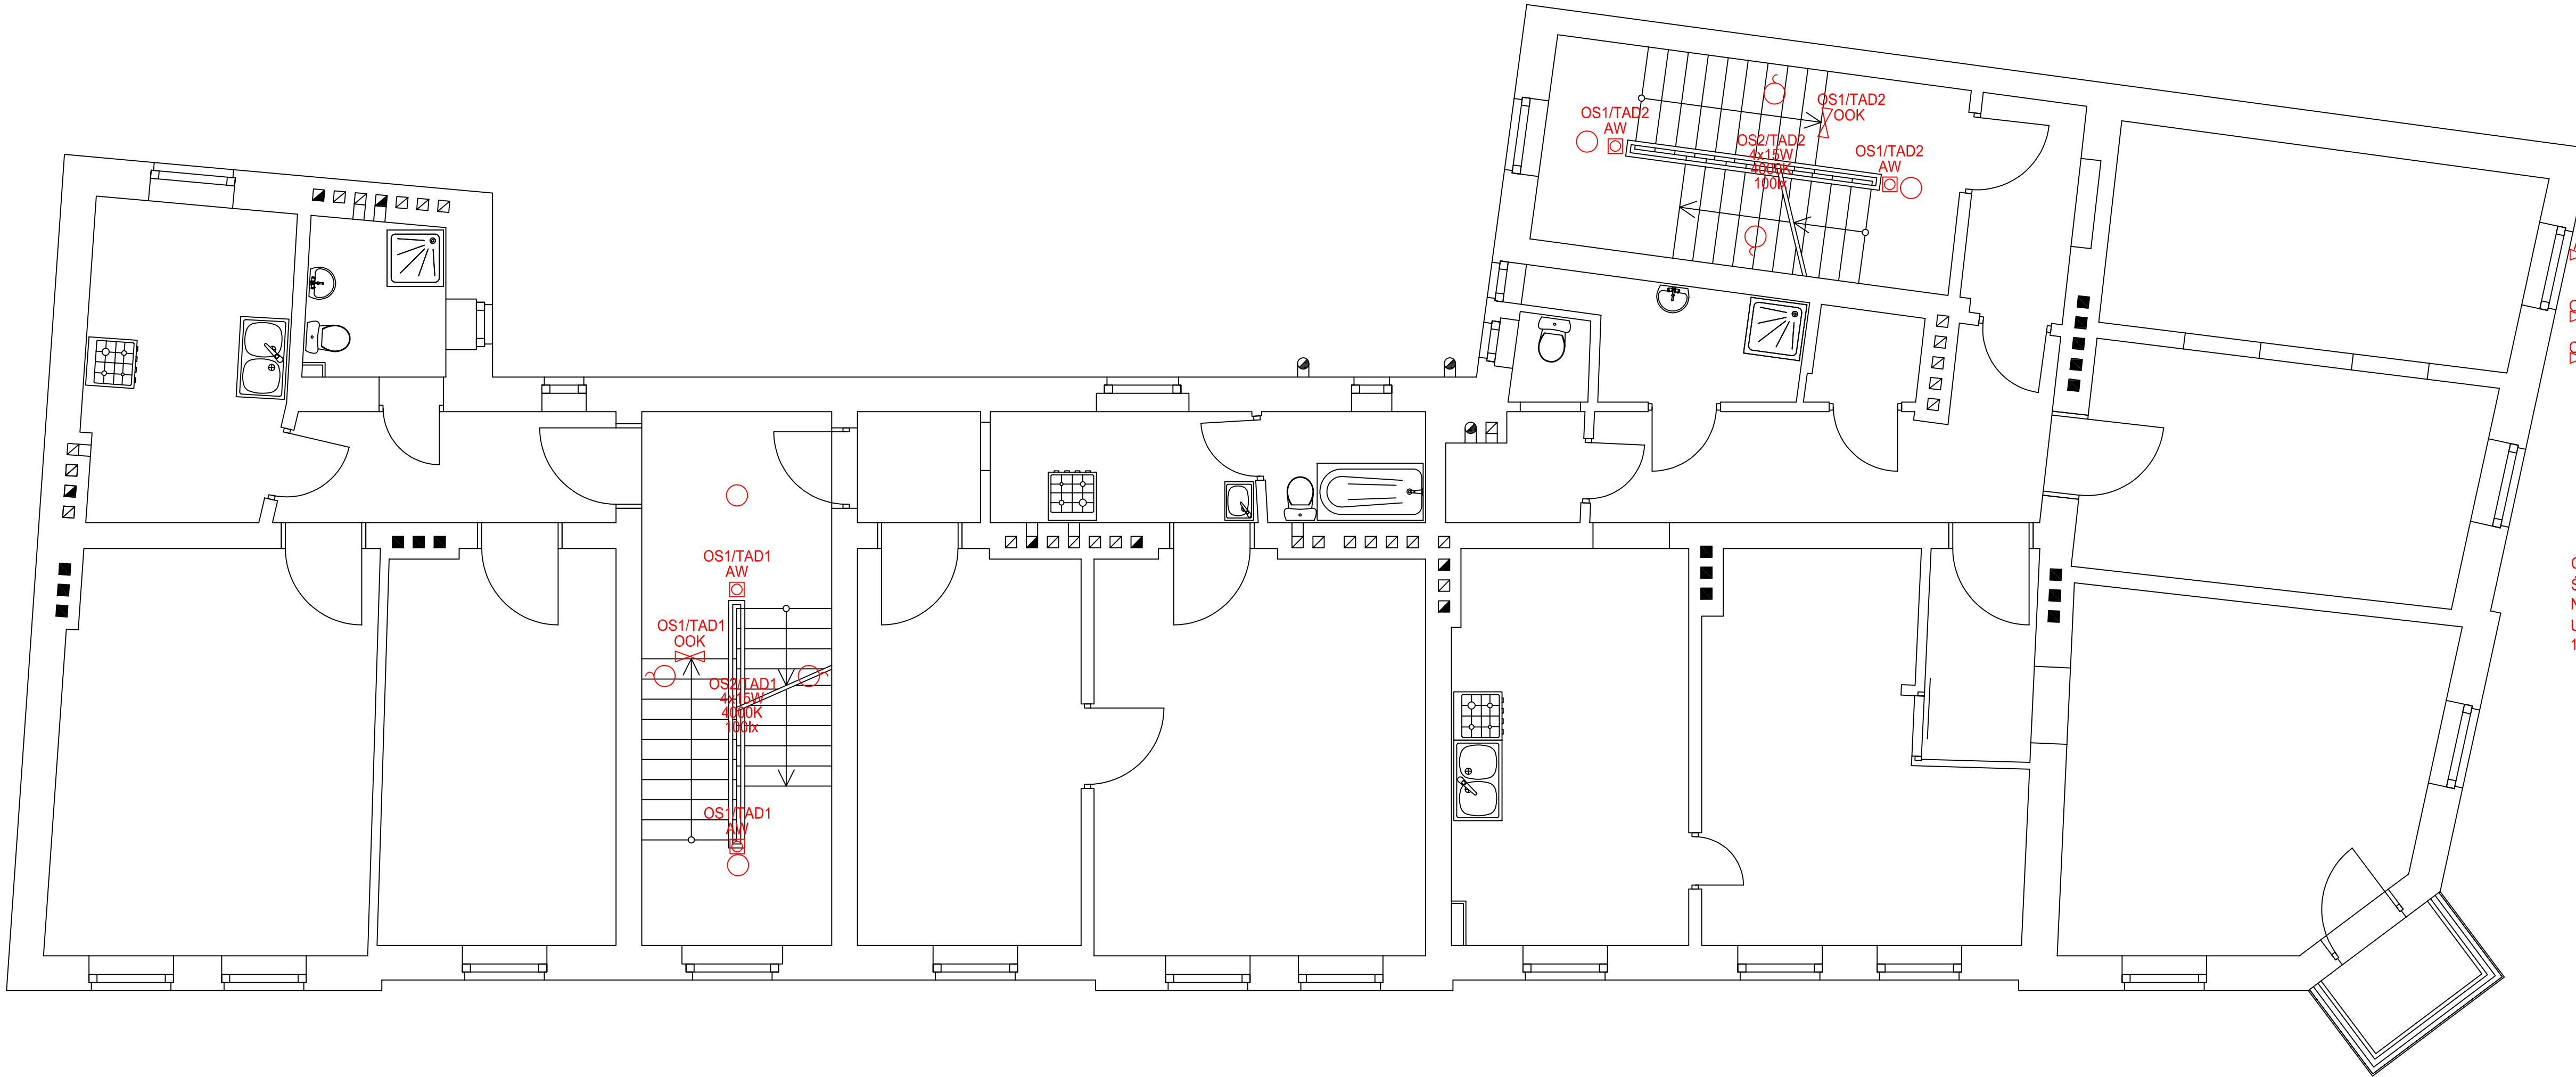 OS1/TAD2
AW
OS1/TAD2
OOK
OS2/TAD2
4x15W
4000K
100lx
OS1/TAD2
AW
OS1/TAD1
AW
OS1/TAD1
OOK
OS2/TAD1
4x15W
4000K
100lx
OS1/TAD1
AW